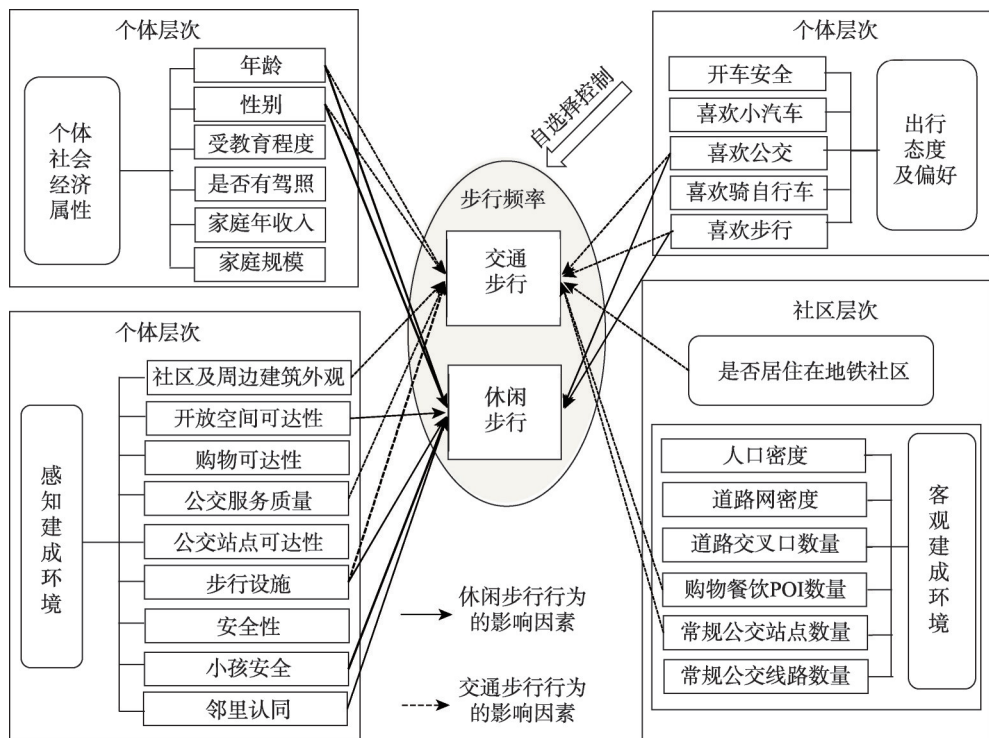 个体层次
年龄
性别
受教育程度
是否有驾照
家庭年收入
家庭规模
个体
社会
经济
属性
自选择控制
步行频率
交通
步行
休闲
步行
个体层次
开车安全
喜欢小汽车
喜欢公交
喜欢骑自行车
喜欢步行
出行
态度
及偏好
个体层次
社区及周边建筑外观
开放空间可达性
购物可达性
公交服务质量
公交站点可达性
步行设施
安全性
小孩安全
邻里认同
感知建成环境
社区层次
是否居住在地铁社区
人口密度
道路网密度
道路交叉口数量
购物餐饮POI数量
常规公交站点数量
常规公交线路数量
客观建成环境
休闲步行行为
的影响因素
交通步行行为
的影响因素